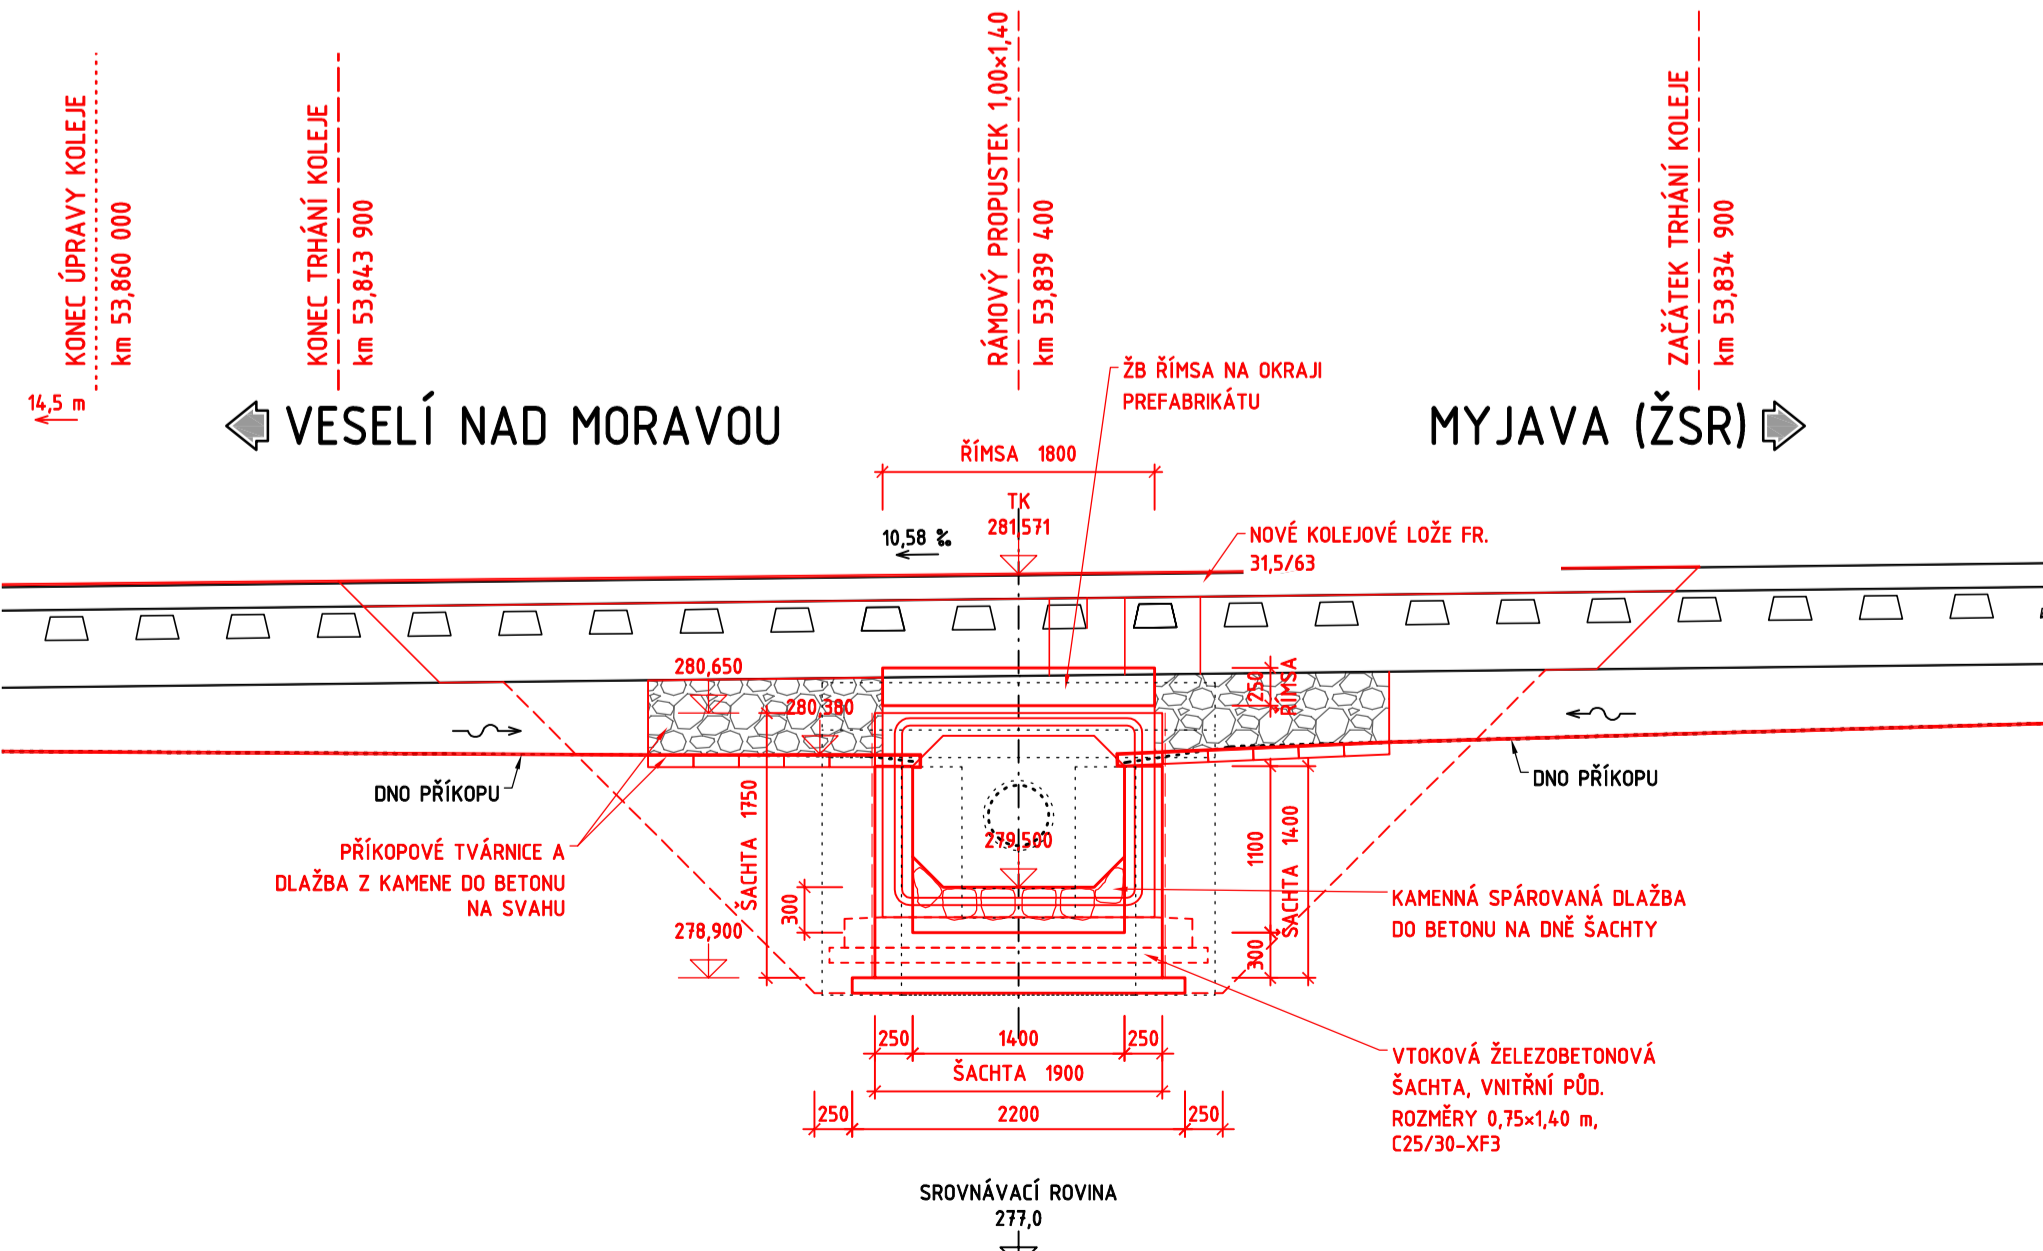 KONEC ÚPRAVY KOLEJE
km 53,860 000
KONEC TRHÁNÍ KOLEJE
km 53,843 900
RÁMOVÝ PROPUSTEK 1,00×1,40
km 53,839 400
ZAČÁTEK TRHÁNÍ KOLEJE
km 53,834 900
14,5 m
VESELÍ NAD MORAVOU
MYJAVA (ŽSR)
ŽB ŘÍMSA NA OKRAJI
PREFABRIKÁTU
ŘÍMSA 1800
TK
281,571
10,58 ‰
NOVÉ KOLEJOVÉ LOŽE FR.
31,5/63
280,650
280,380
250
ŘÍMSA
DNO PŘÍKOPU
DNO PŘÍKOPU
PŘÍKOPOVÉ TVÁRNICE A
DLAŽBA Z KAMENE DO BETONU
NA SVAHU
ŠACHTA 1750
300
279,500
1100
300
ŠACHTA 1400
278,900
KAMENNÁ SPÁROVANÁ DLAŽBA
DO BETONU NA DNĚ ŠACHTY
250
1400
250
ŠACHTA 1900
250
2200
250
VTOKOVÁ ŽELEZOBETONOVÁ
ŠACHTA, VNITŘNÍ PŮD.
ROZMĚRY 0,75×1,40 m,
C25/30-XF3
SROVNÁVACÍ ROVINA
277,0